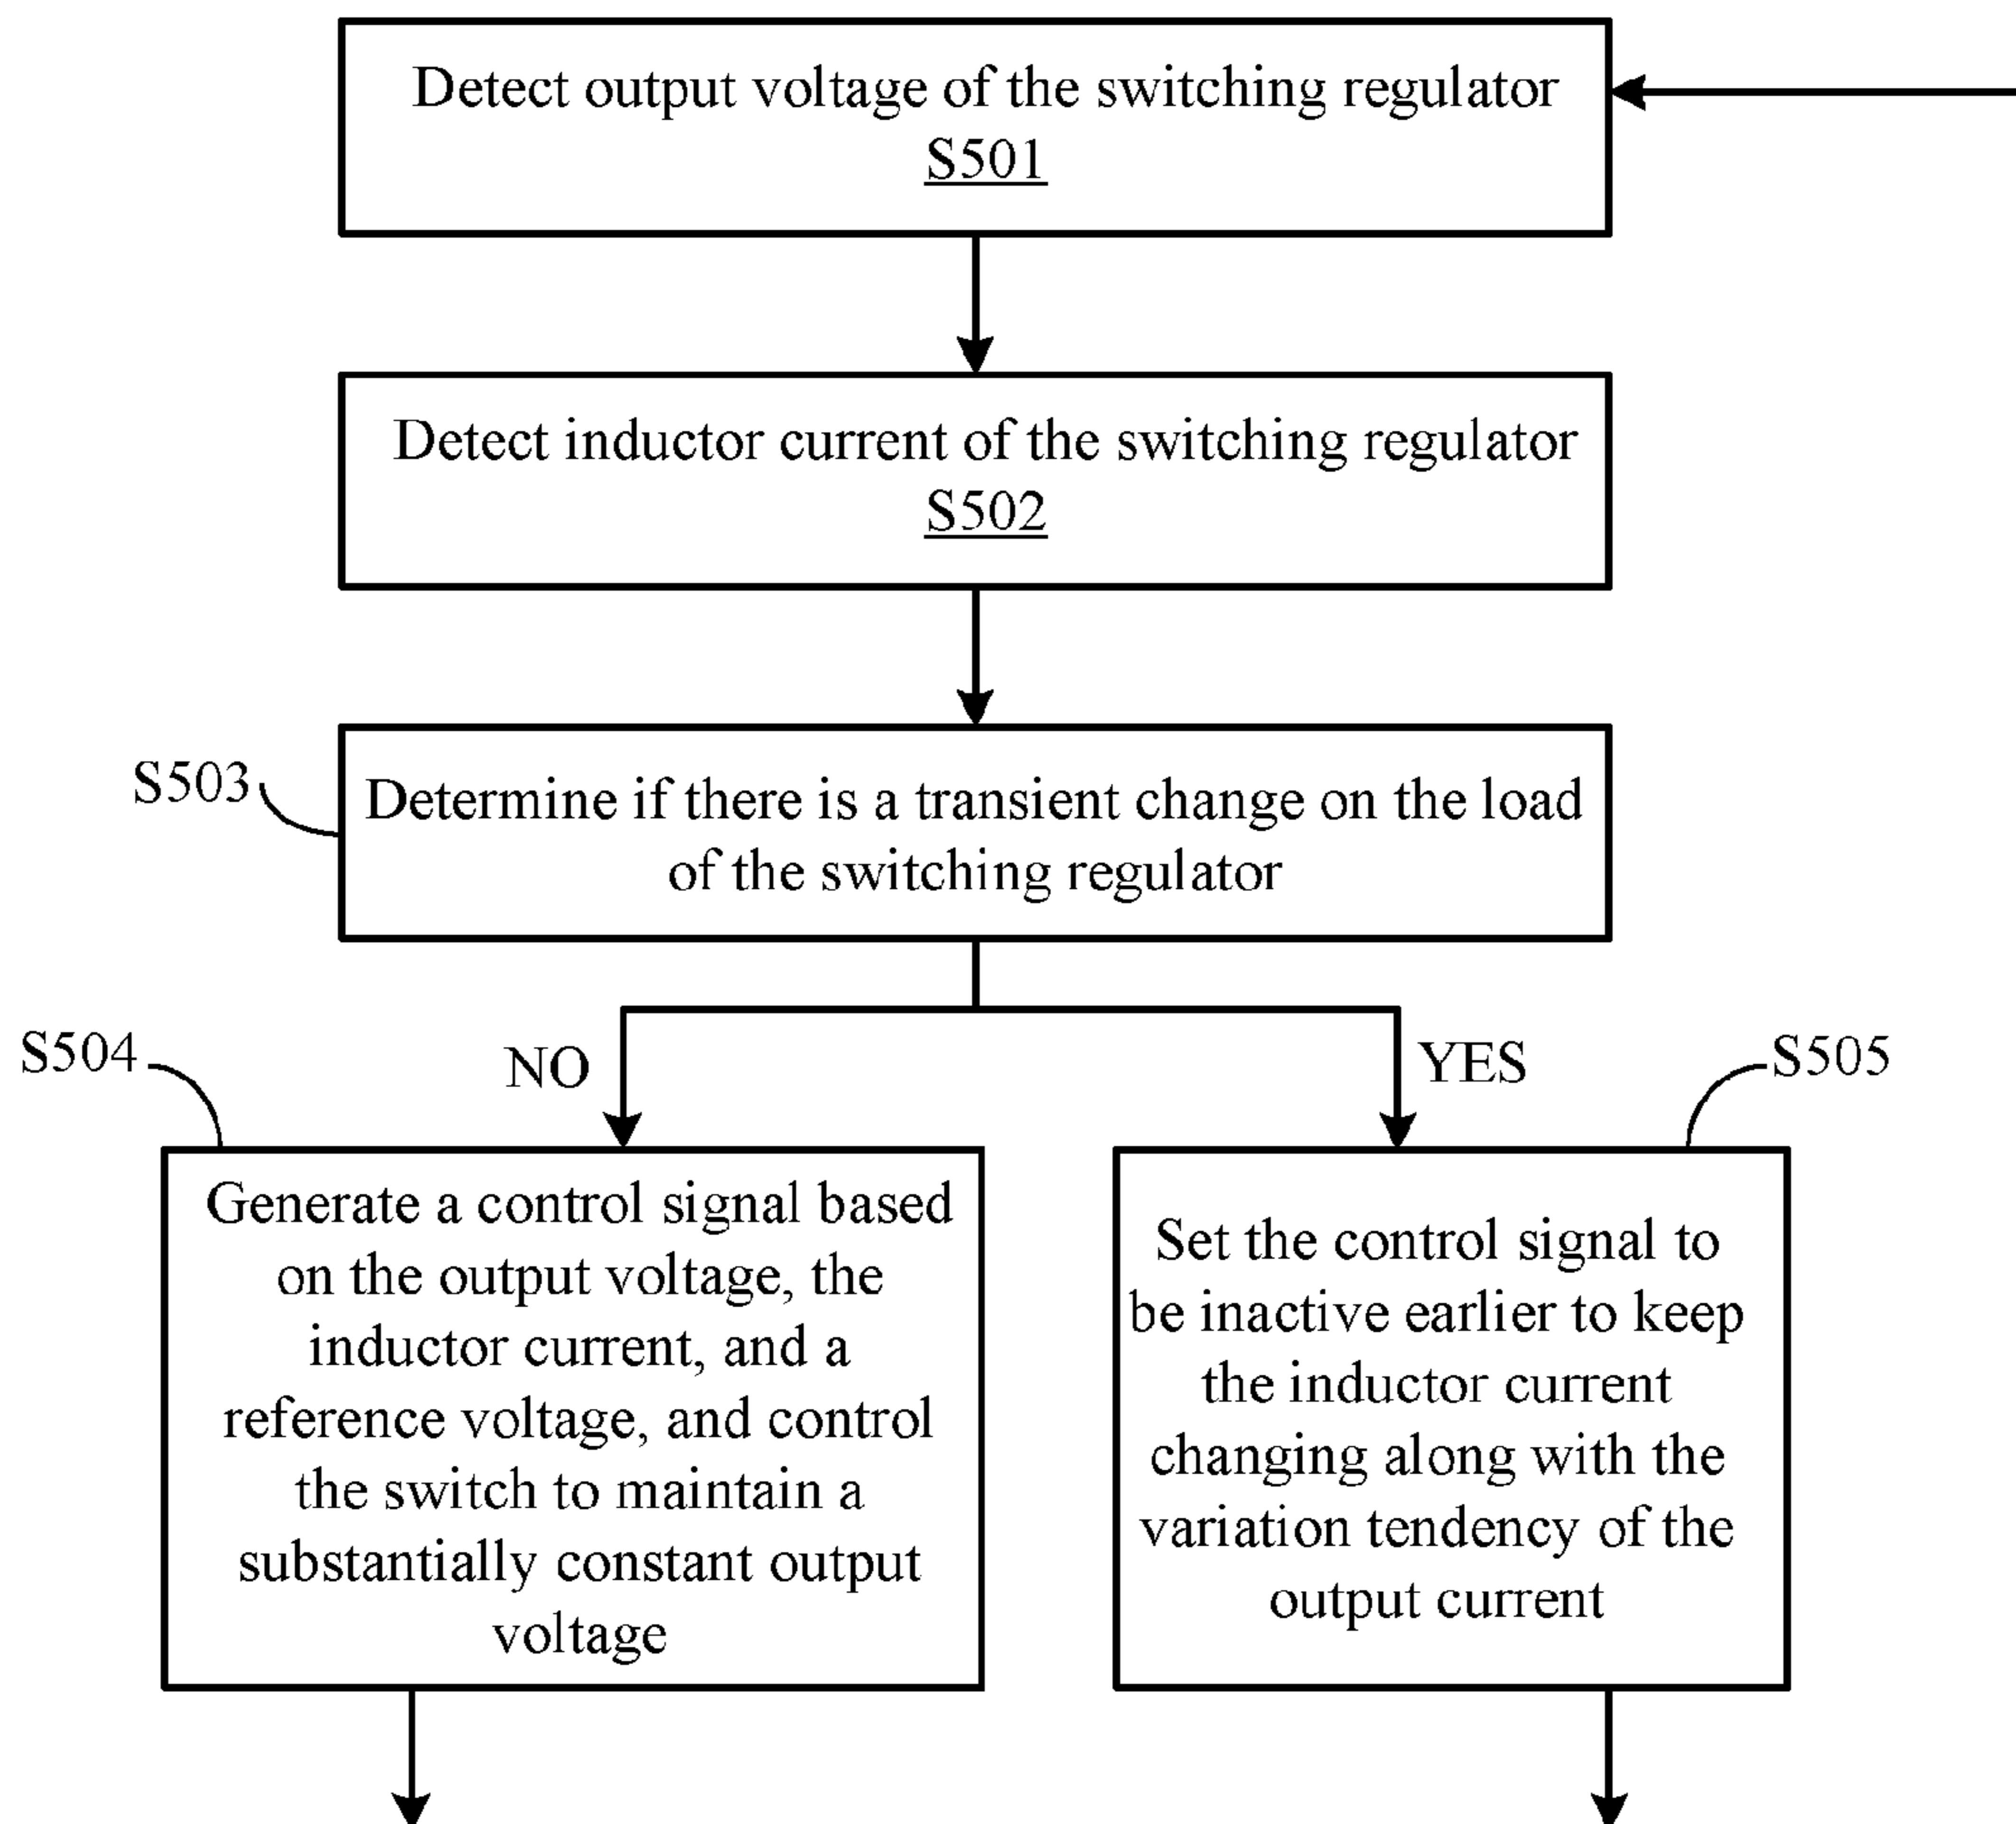 Detect output voltage of the switching regulator
S501
Detect inductor current of the switching regulator
S502
S503
Determine if there is a transient change on the load
of the switching regulator
S504
NO
YES
S505
Generate a control signal based
on the output voltage, the
inductor current, and a
reference voltage, and control
the switch to maintain a
substantially constant output
voltage
Set the control signal to
be inactive earlier to keep
the inductor current
changing along with the
variation tendency of the
output current